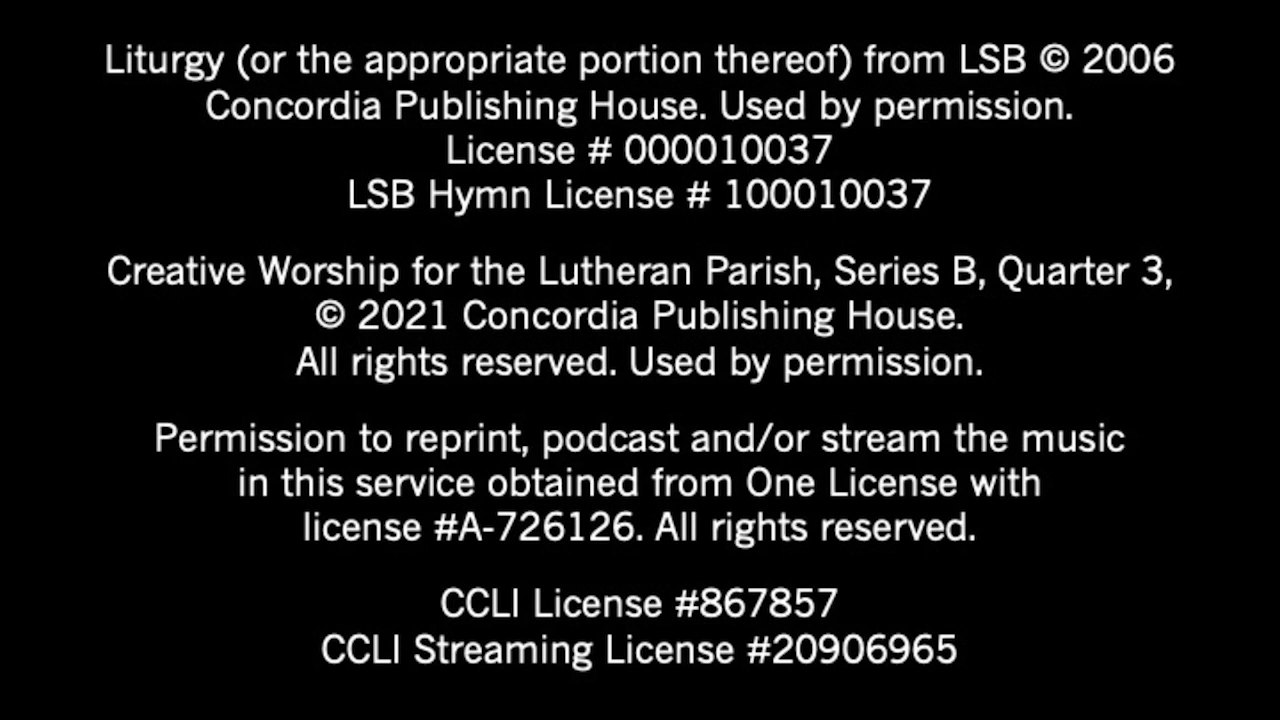 Liturgy (or the appropriate portion thereof) from LSB © 2006
Concordia Publishing House. Used by permission.
License # 000010037
LSB Hymn License # 100010037
Creative Worship for the Lutheran Parish, Series B, Quarter 3,
© 2021 Concordia Publishing House.
All rights reserved. Used by permission.
Permission to reprint, podcast and/or stream the music
in this service obtained from One License with
license #A-726126. All rights reserved.
CCLI License #867857
CCLI Streaming License #20906965